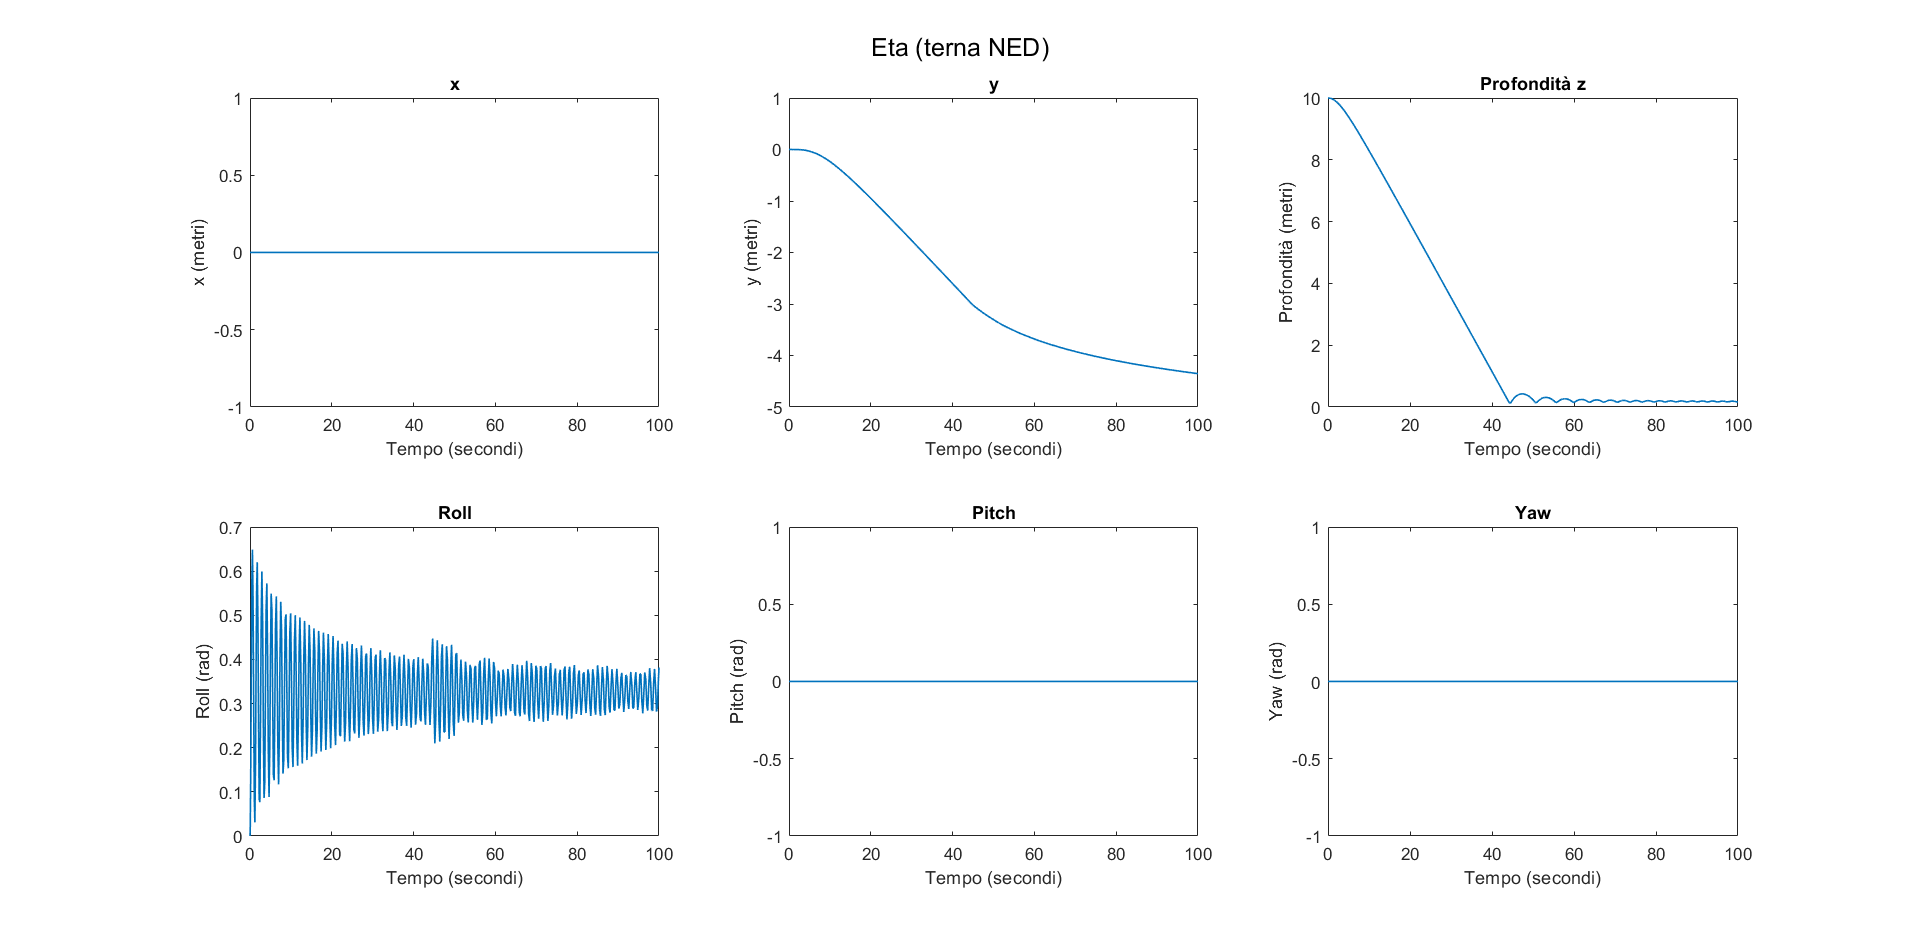 Eta (terna NED)
x
1
0.5
0
-0.5
-1
x (metri)
0 20 40 60 80 100
Tempo (secondi)
y
1
0
-1
-2
-3
-4
-5
y (metri)
0 20 40 60 80 100
Tempo (secondi)
Profondità z
10
8
6
4
2
0
Profondità (metri)
0 20 40 60 80 100
Tempo (secondi)
Roll
0.7
0.6
0.5
0.4
0.3
0.2
0.1
0
Roll (rad)
0 20 40 60 80 100
Tempo (secondi)
Pitch
1
0.5
0
-0.5
-1
Pitch (rad)
0 20 40 60 80 100
Tempo (secondi)
Yaw
1
0.5
0
-0.5
-1
Yaw (rad)
0 20 40 60 80 100
Tempo (secondi)